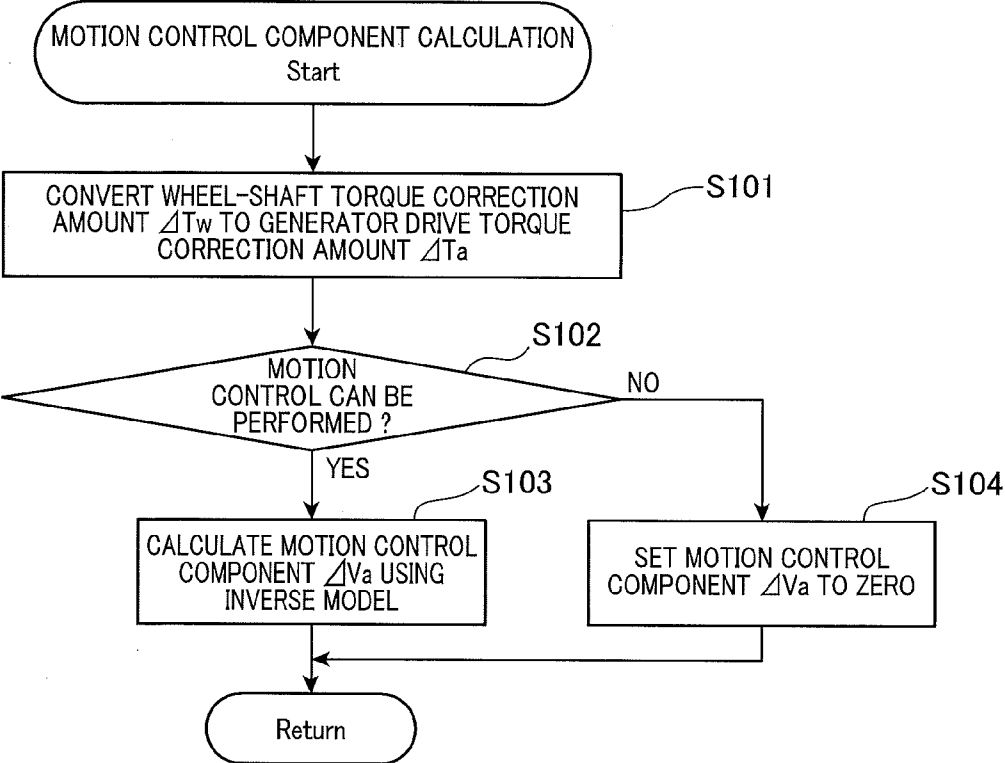 MOTION CONTROL COMPONENT CALCULATION
Start
CONVERT WHEEL-SHAFT TORQUE CORRECTION
AMOUNT ⊿Tw TO GENERATOR DRIVE TORQUE
CORRECTION AMOUNT ⊿Ta
S101
S102
MOTION
CONTROL CAN BE
PERFORMED ?
NO
YES
S103
CALCULATE MOTION CONTROL
COMPONENT ⊿Va USING
INVERSE MODEL
S104
SET MOTION CONTROL
COMPONENT ⊿Va TO ZERO
Return